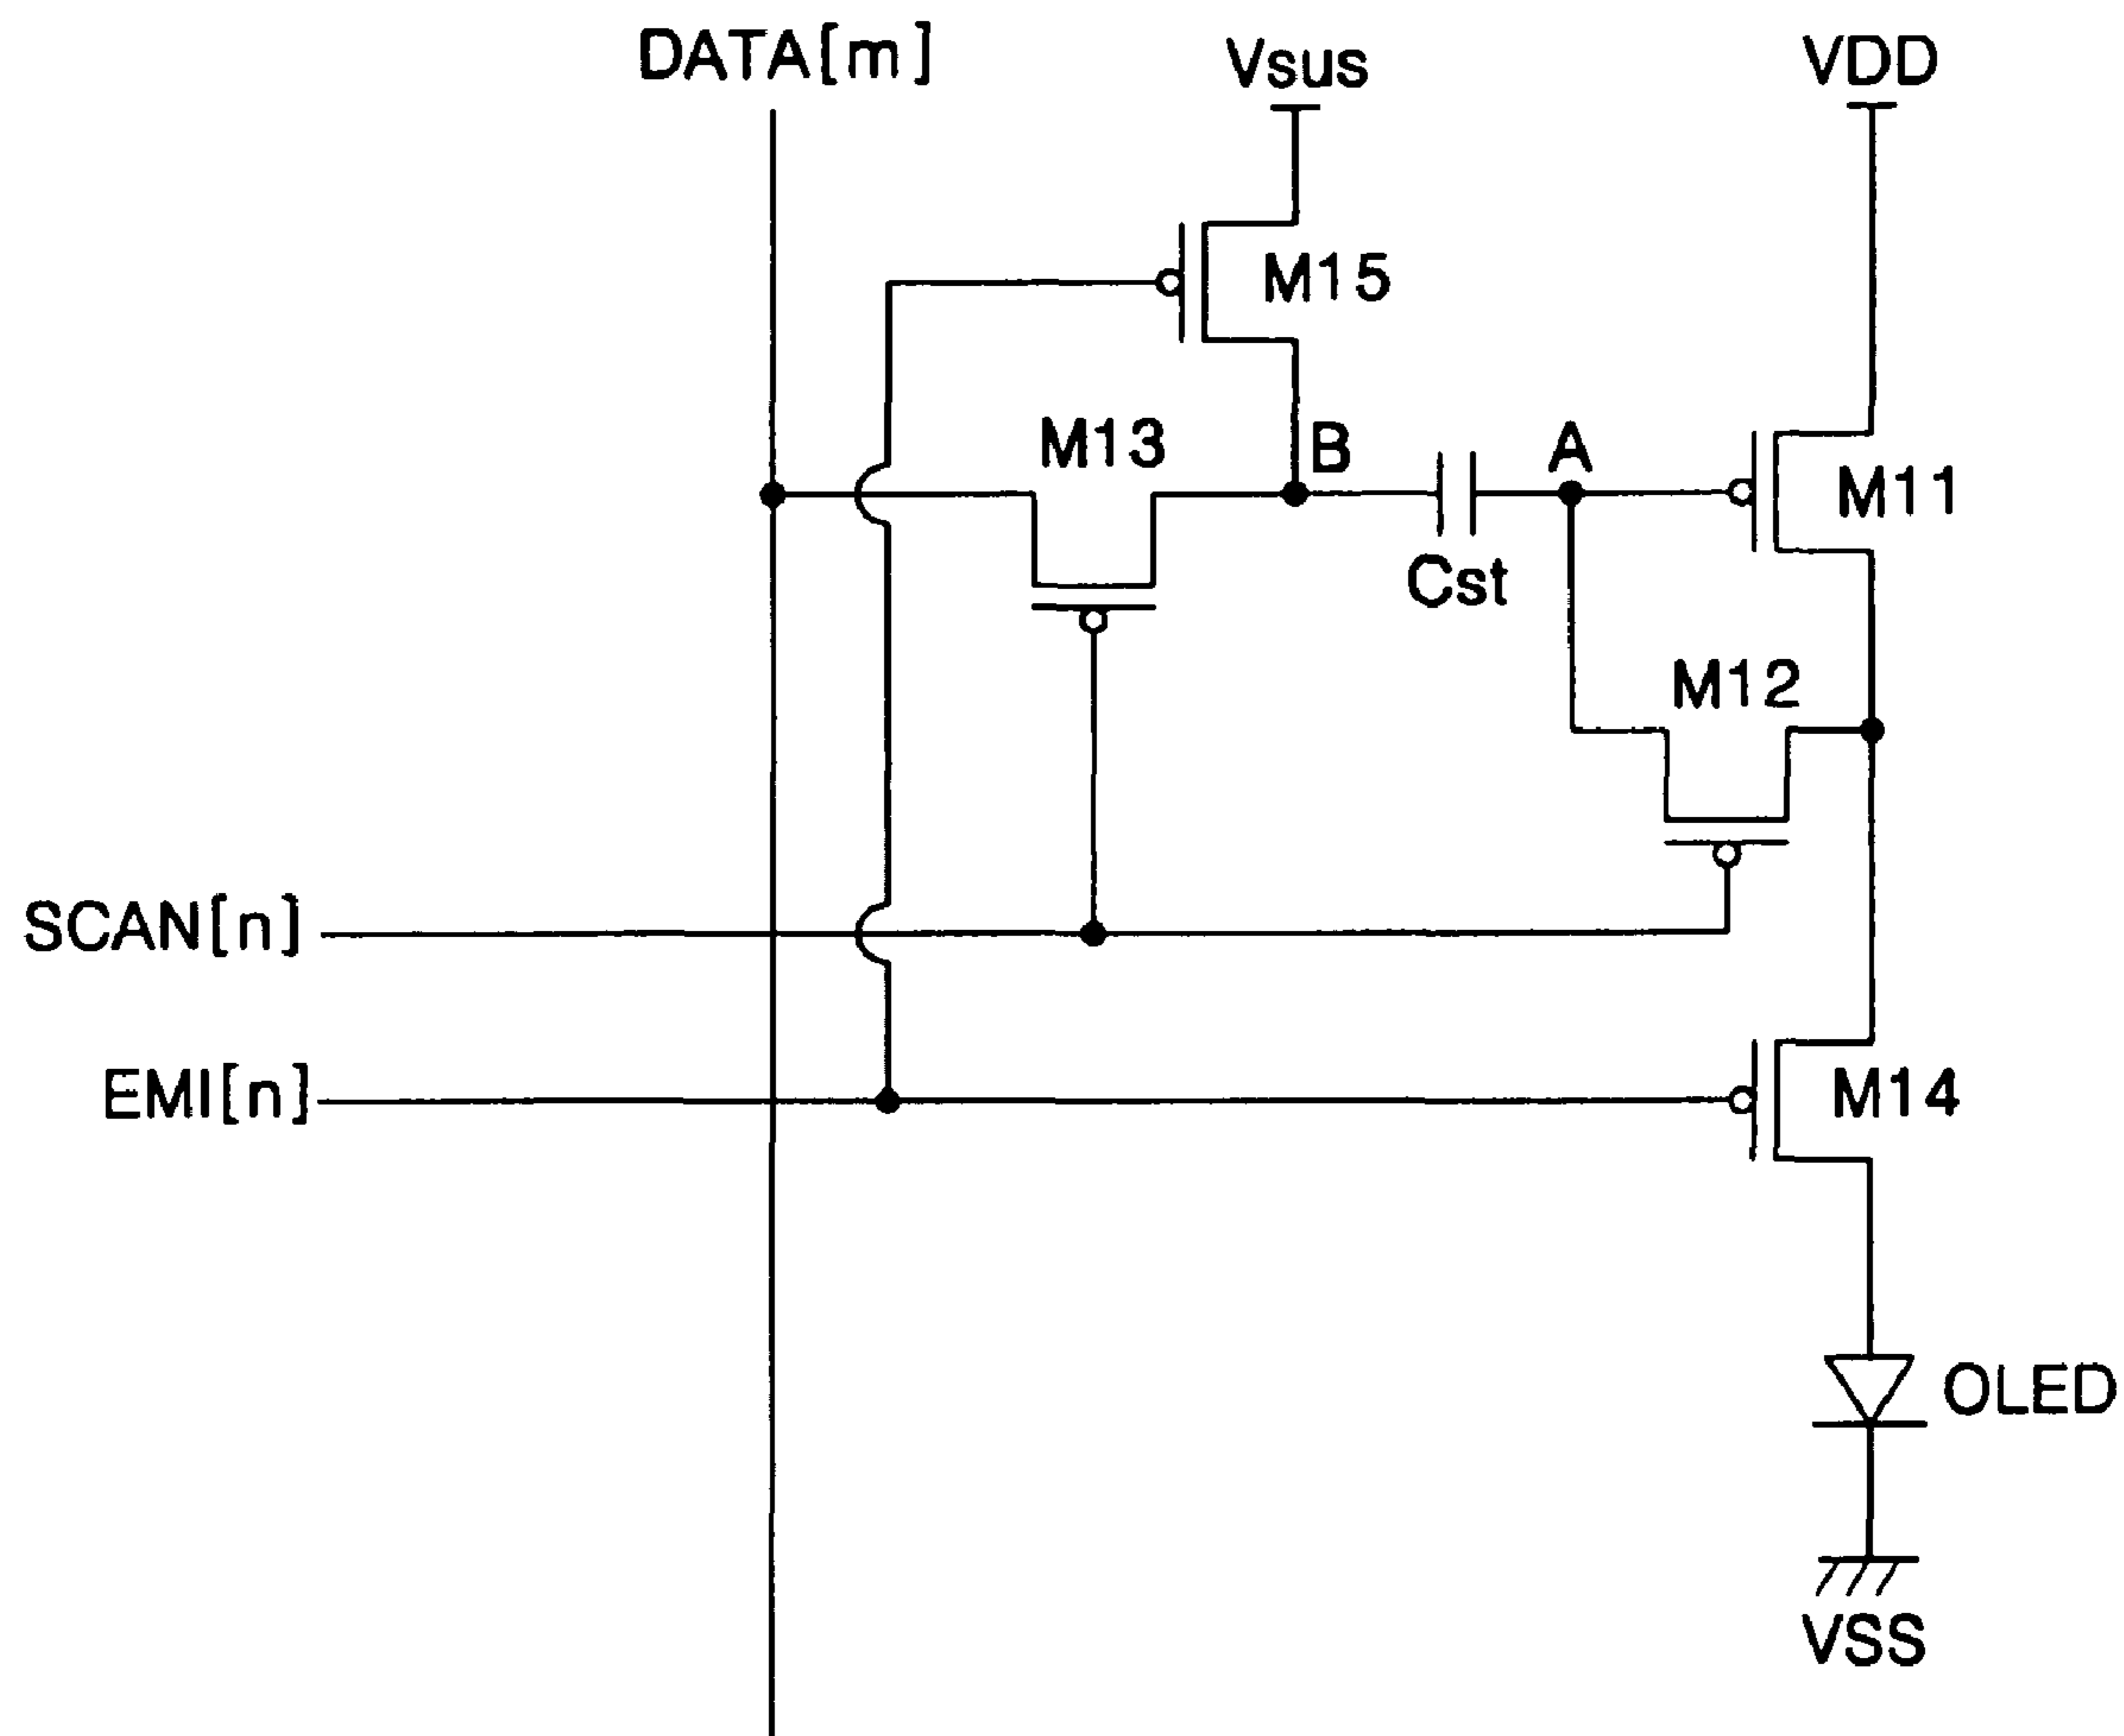 DATA[m]
Vsus
VDD
M15
M13
B
A
M11
Cst
M12
SCAN[n]
EMI[n]
M14
OLED
VSS